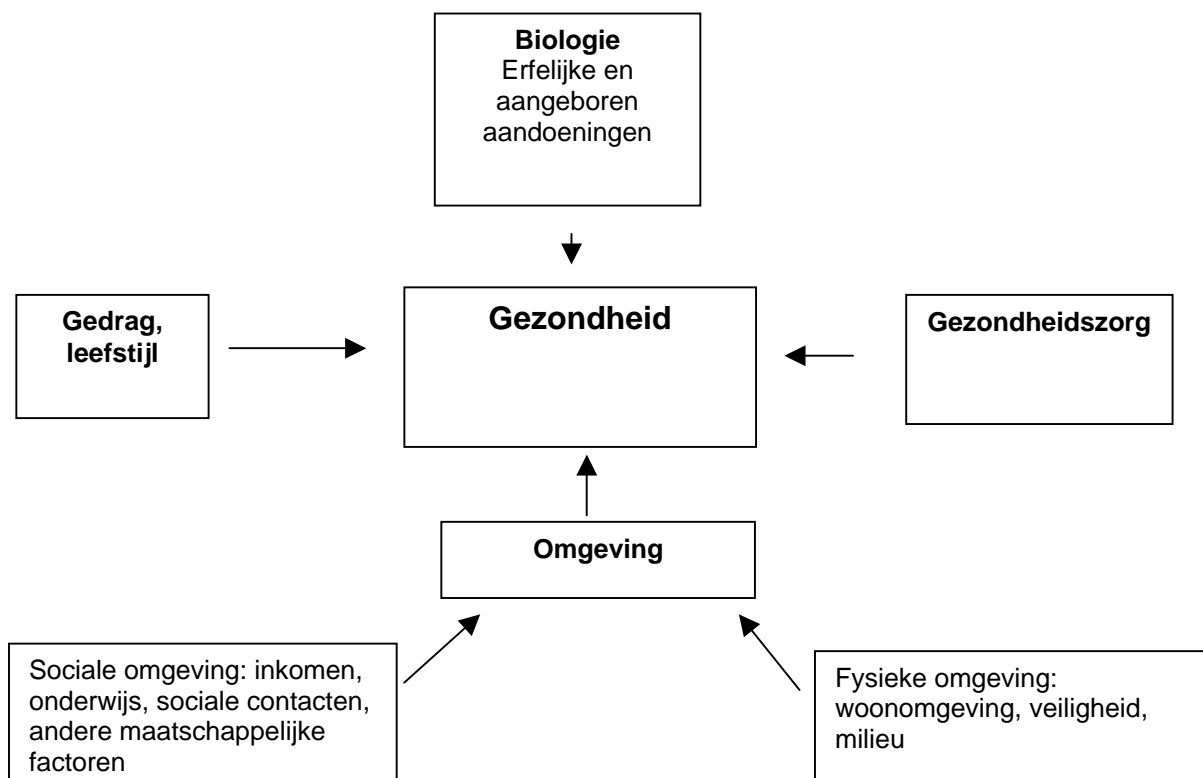 Biologie
Erfelijke en
aangeboren
aandoeningen
Gedrag,
leefstijl
Gezondheid
Gezondheidszorg
Omgeving
Sociale omgeving: inkomen,
onderwijs, sociale contacten,
andere maatschappelijke
factoren
Fysieke omgeving:
woonomgeving, veiligheid,
milieu